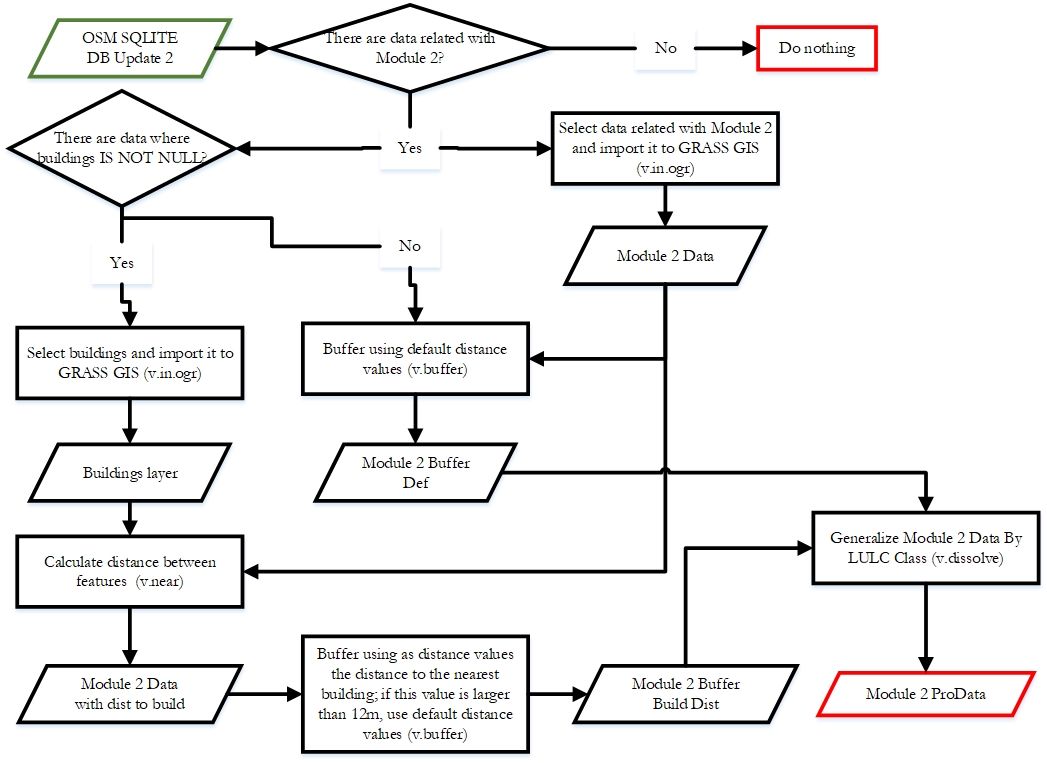 OSM SQLITE
DB Update 2
There are data related with
Module 2?
No
Do nothing
There are data where
buildings IS NOT NULL?
Yes
Select data related with Module 2
and import it to GRASS GIS
(v.in.ogr)
No
Module 2 Data
Yes
Select buildings and import it to
GRASS GIS (v.in.ogr)
Buffer using default distance
values (v.buffer)
Buildings layer
Module 2 Buffer
Def
Generalize Module 2 Data By
LULC Class (v.dissolve)
Calculate distance between
features (v.near)
Module 2 Data
with dist to build
Buffer using as distance values
the distance to the nearest
building; if this value is larger
than 12m, use default distance
values (v.buffer)
Module 2 Buffer
Build Dist
Module 2 ProData